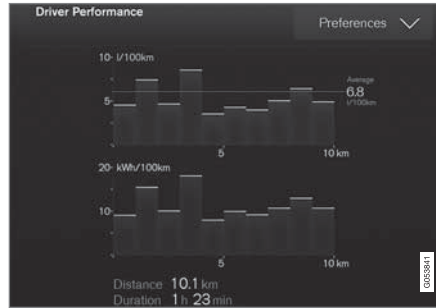 Driver Performance
Preferences
10 l/100km
Average
6.8
l/100km
5
5
10 km
20 kWh/100km
10
5
10 km
Distance 10.1 km
Duration 1 h 23 min
G053841